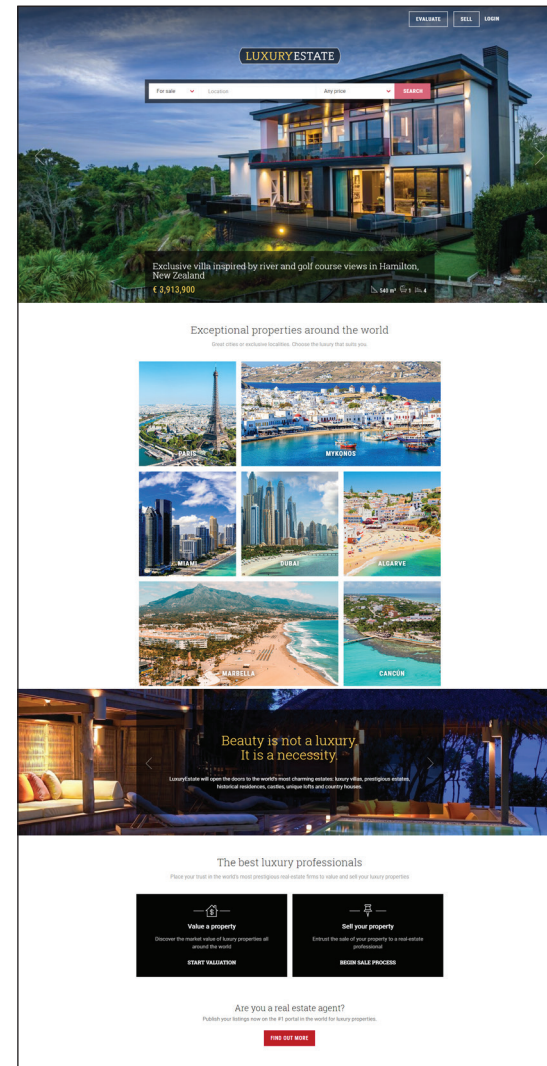 EVALUATE SELL LOGIN
LUXURYESTATE
For sale Location Any price SEARCH
Exclusive villa inspired by river and golf course views in Hamilton,
New Zealand
€ 3,913,900 540 m² 1 4
Exceptional properties around the world
Great cities or exclusive localities. Choose the luxury that suits you.
PARIS MYKONOS
MIAMI DUBAI ALGARVE
MARBELLA CANCÚN
Beauty is not a luxury.
It is a necessity.
LuxuryEstate will open the doors to the world's most charming estates: luxury villas, prestigious estates,
historical residences, castles, unique lofts and country houses.
The best luxury professionals
Place your trust in the world's most prestigious real-estate firms to value and sell your luxury properties
Value a property
Discover the market value of luxury properties all
around the world
START VALUATION
Sell your property
Entrust the sale of your property to a real-estate
professional
BEGIN SALE PROCESS
Are you a real estate agent?
Publish your listings now on the #1 portal in the world for luxury properties.
FIND OUT MORE